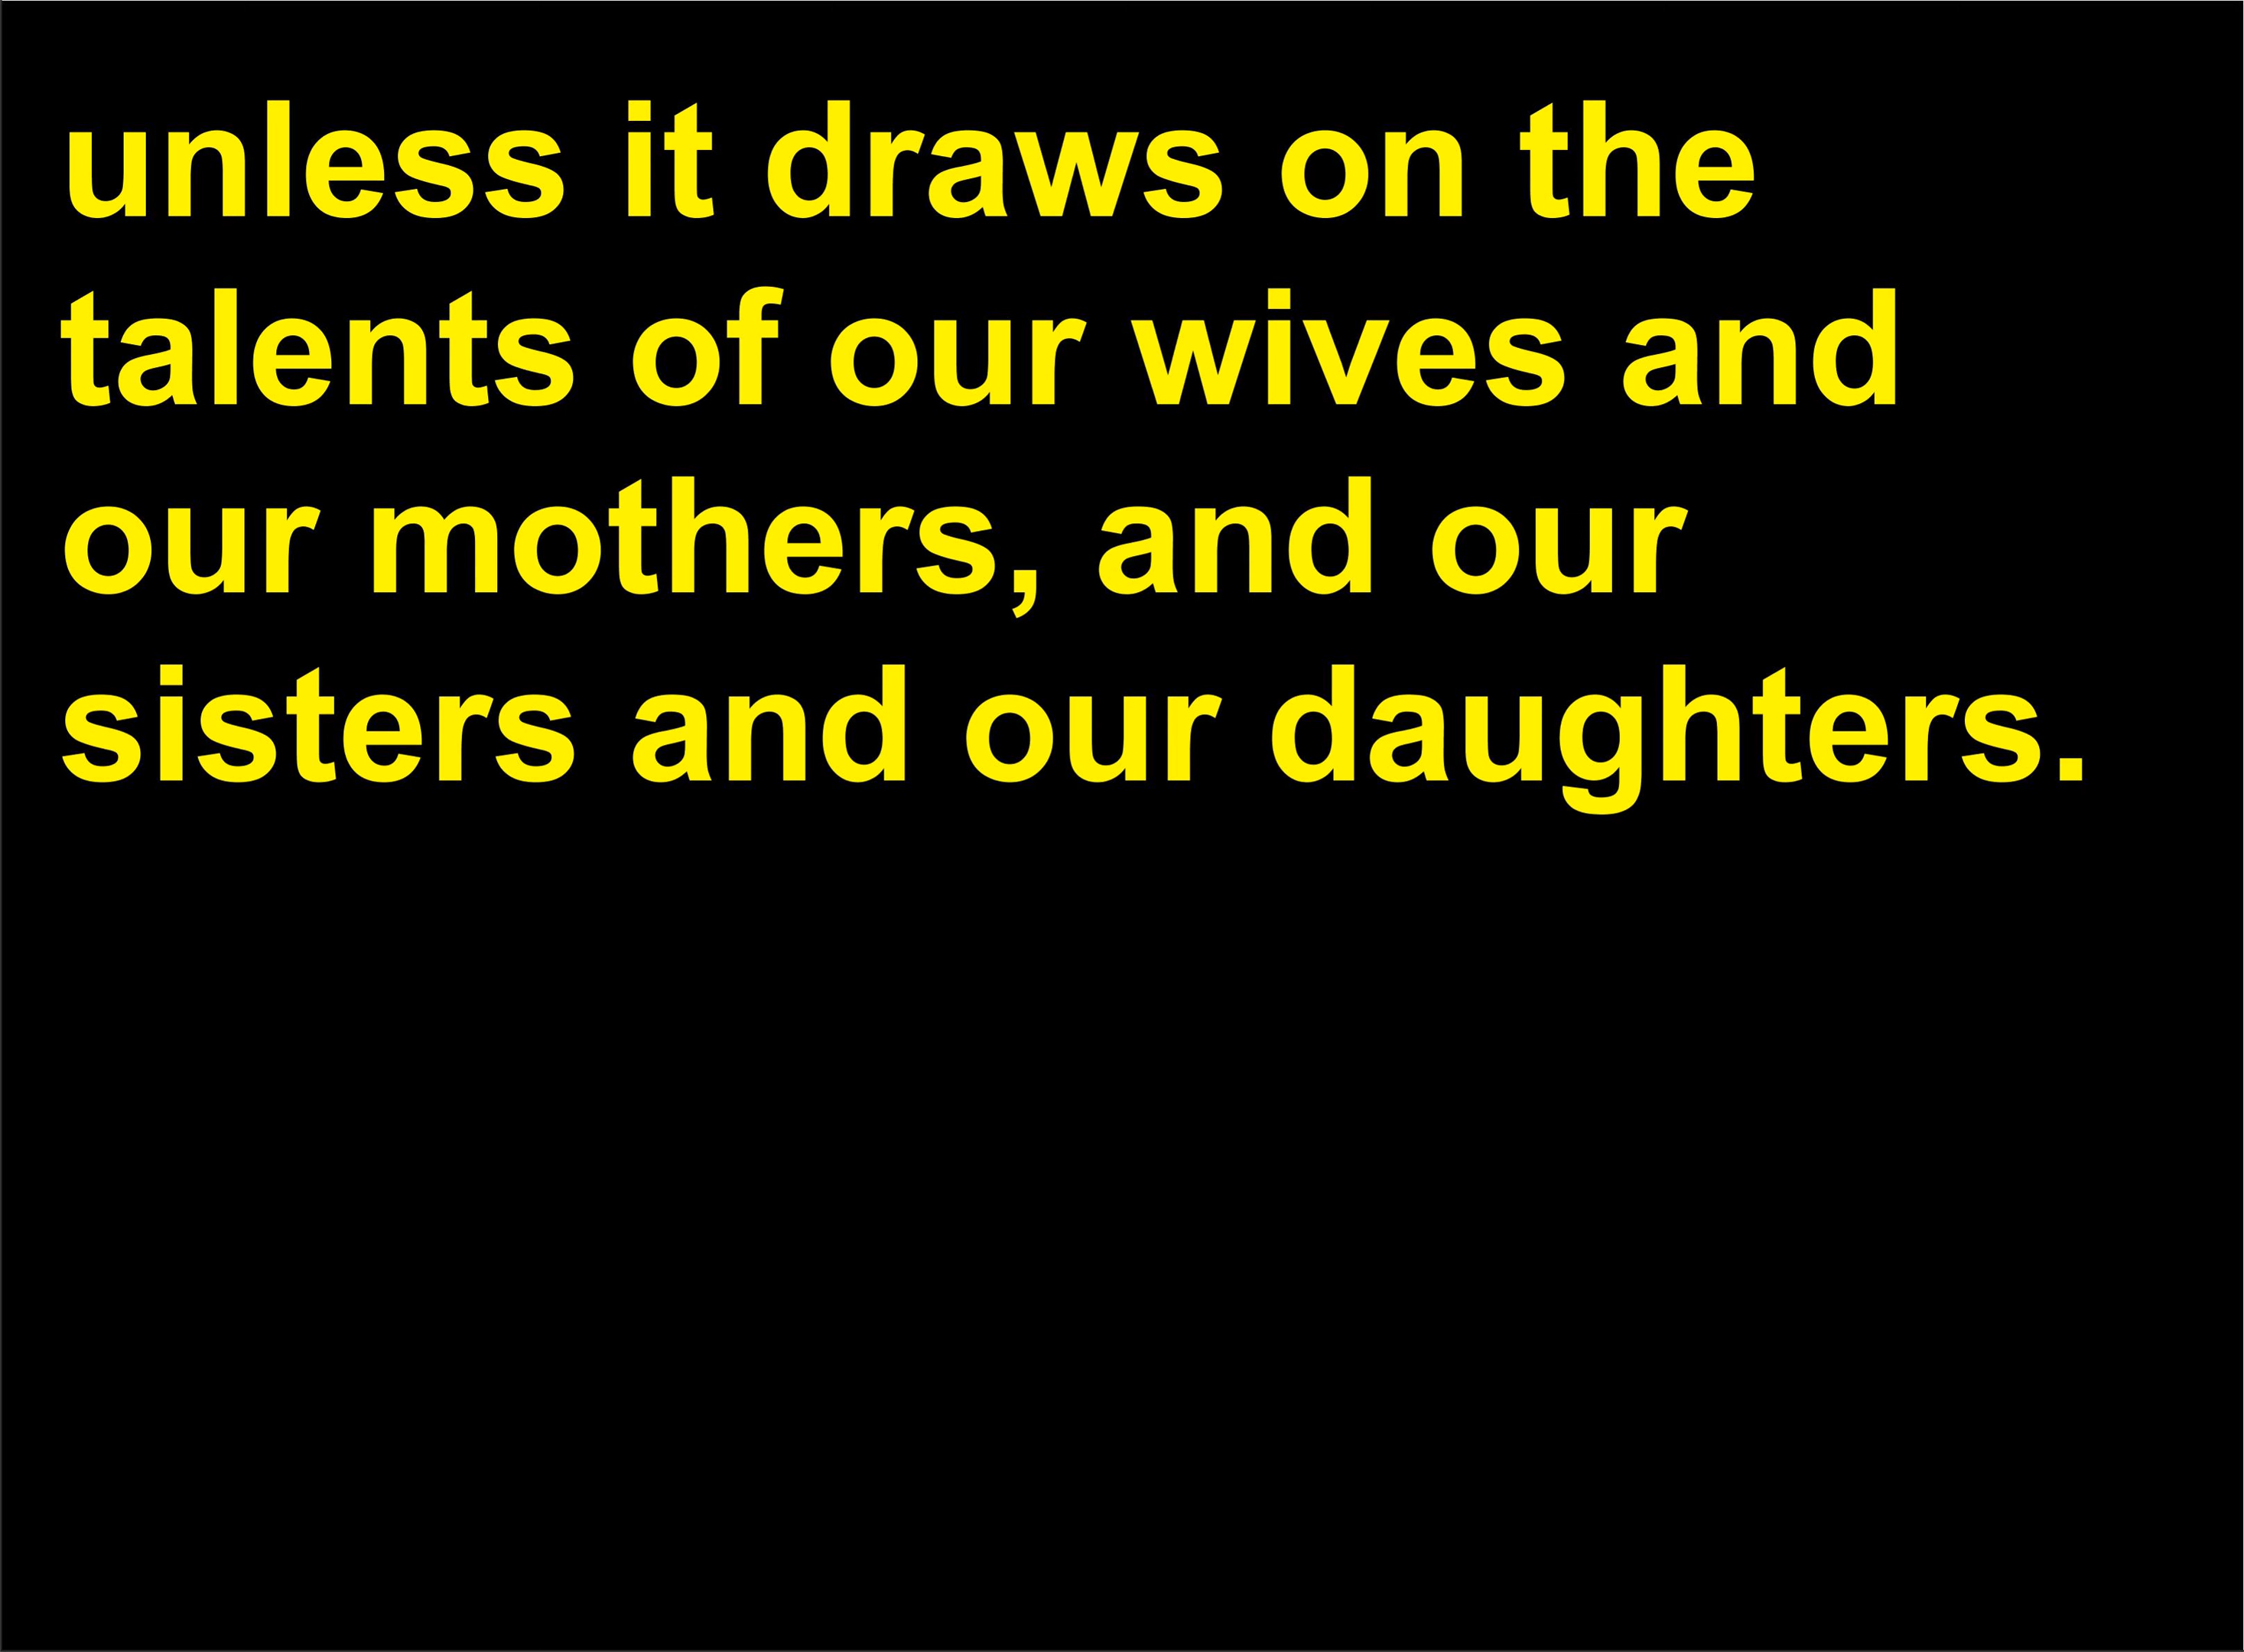 unless it draws on the
talents of our wives and
our mothers, and our
sisters and our daughters.